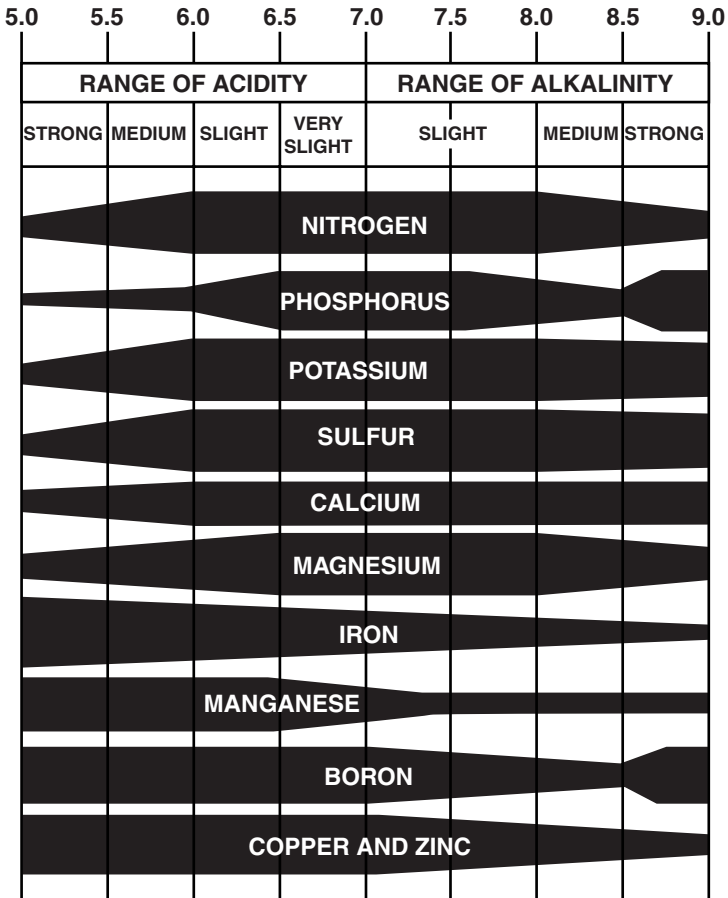 5.0 5.5 6.0 6.5 7.0 7.5 8.0 8.5 9.0
RANGE OF ACIDITY RANGE OF ALKALINITY
STRONG MEDIUM SLIGHT VERY SLIGHT SLIGHT MEDIUM STRONG
NITROGEN
PHOSPHORUS
POTASSIUM
SULFUR
CALCIUM
MAGNESIUM
IRON
MANGANESE
BORON
COPPER AND ZINC